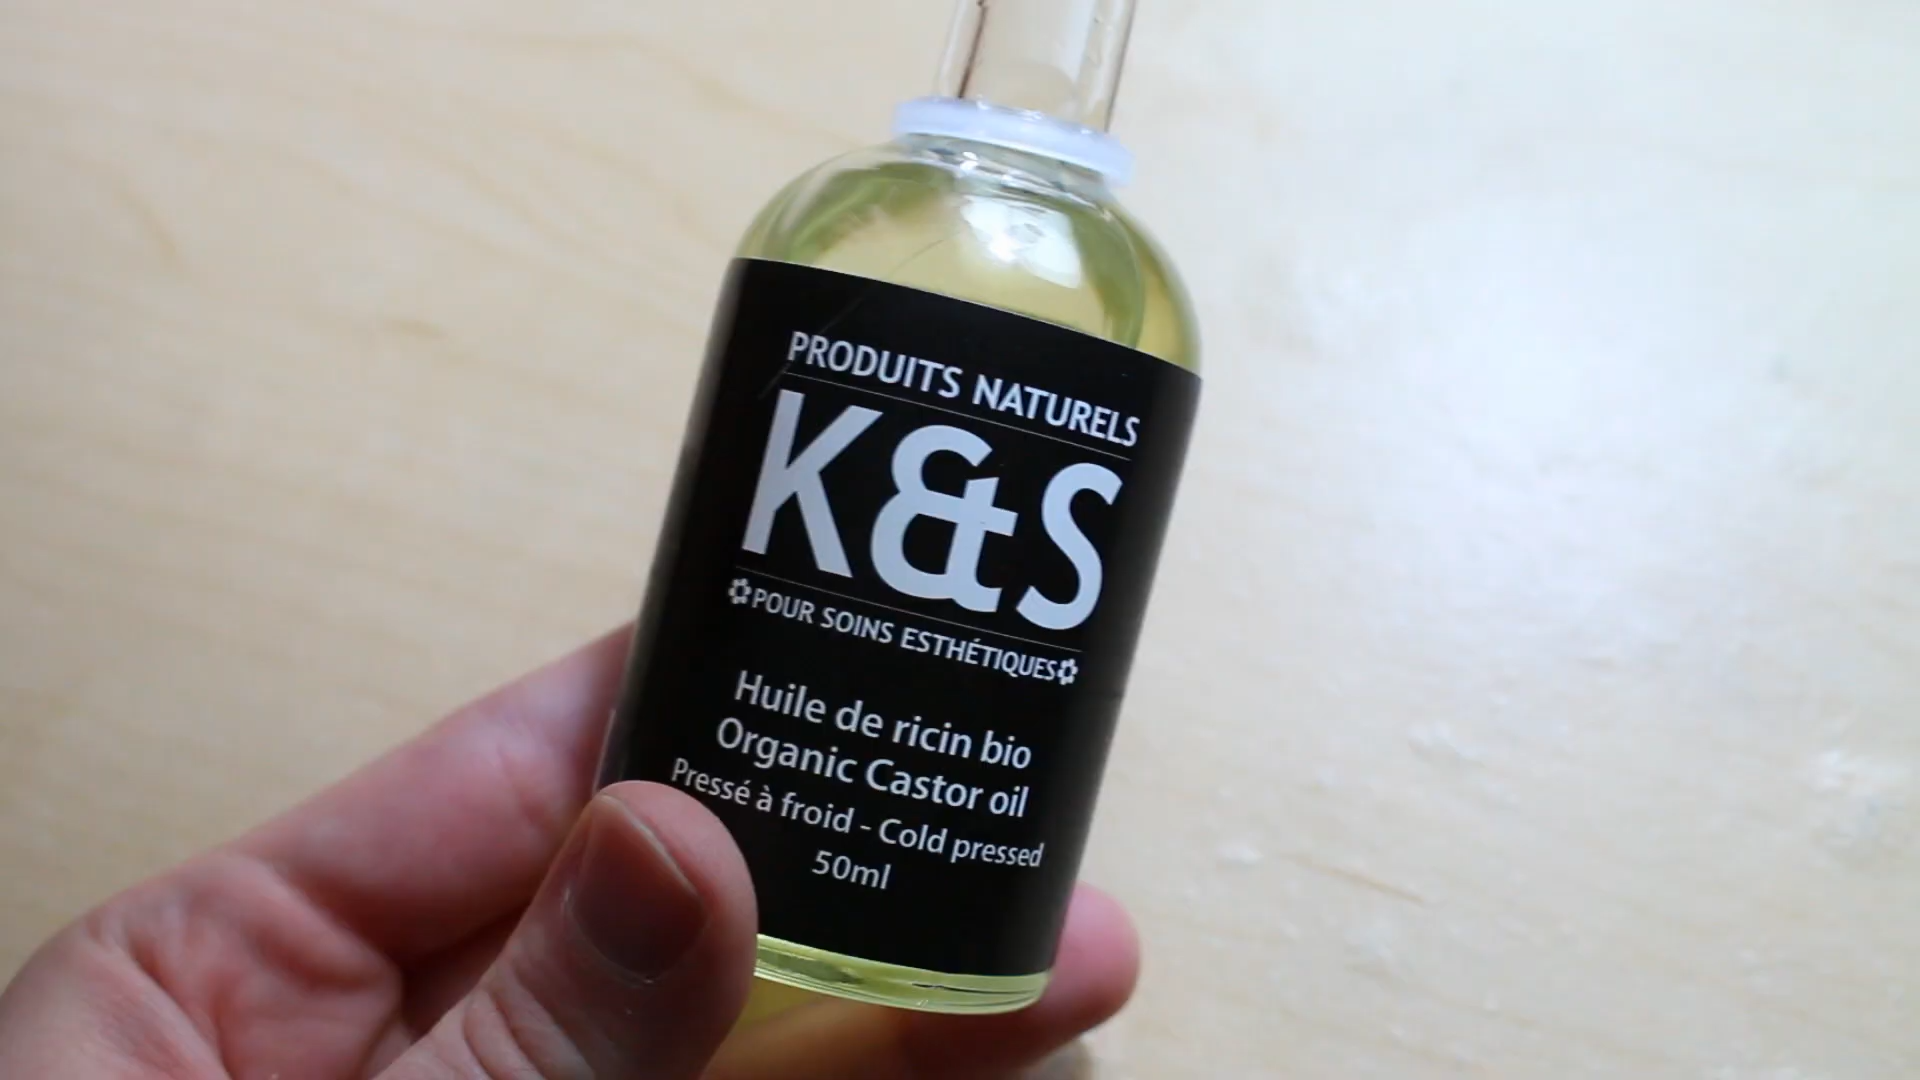 PRODUITS NATURELS
K&S
POUR SOINS ESTHÉTIQUES
Huile de ricin bio
Organic Castor oil
Pressé à froid - Cold pressed
50ml